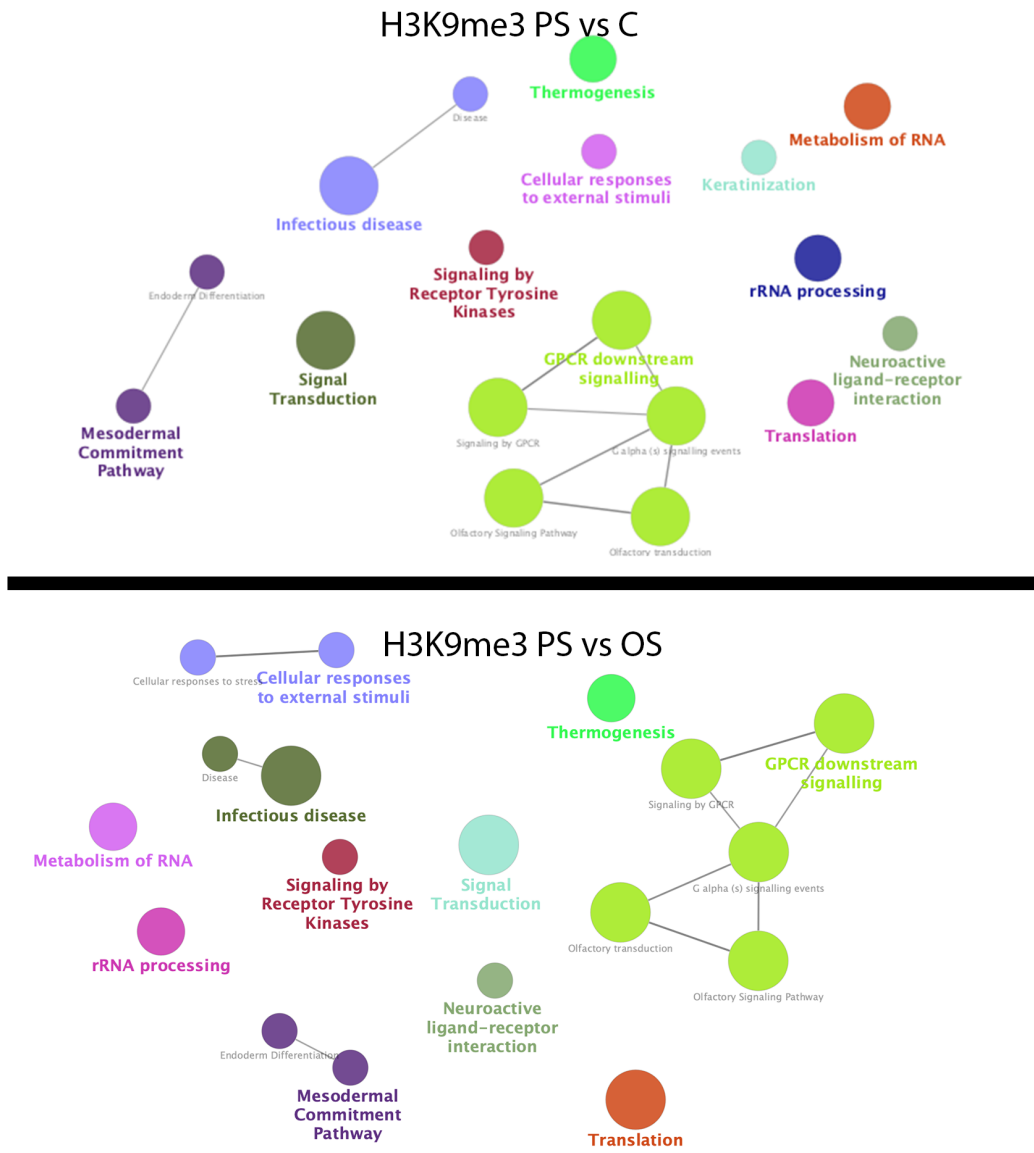 H3K9me3 PS vs C
Thermogenesis
Disease
Metabolism of RNA
Cellular responses
to external stimuli
Keratinization
Infectious disease
Signaling by
Receptor Tyrosine
Kinases
rRNA processing
Endoderm Differentiation
GPCR downstream
signalling
Neuroactive
ligand-receptor
interaction
Signal
Transduction
Mesodermal
Commitment
Pathway
Signaling by GPCR
G alpha (s) signalling events
Translation
Olfactory Signaling Pathway
Olfactory transduction
H3K9me3 PS vs OS
Cellular responses to stress
Cellular responses
to external stimuli
Thermogenesis
Disease
GPCR downstream
signalling
Signaling by GPCR
Infectious disease
Metabolism of RNA
Signaling by
Receptor Tyrosine
Kinases
Signal
Transduction
G alpha (s) signalling events
rRNA processing
Olfactory transduction
Olfactory Signaling Pathway
Neuroactive
ligand-receptor
interaction
Endoderm Differentiation
Mesodermal
Commitment
Pathway
Translation